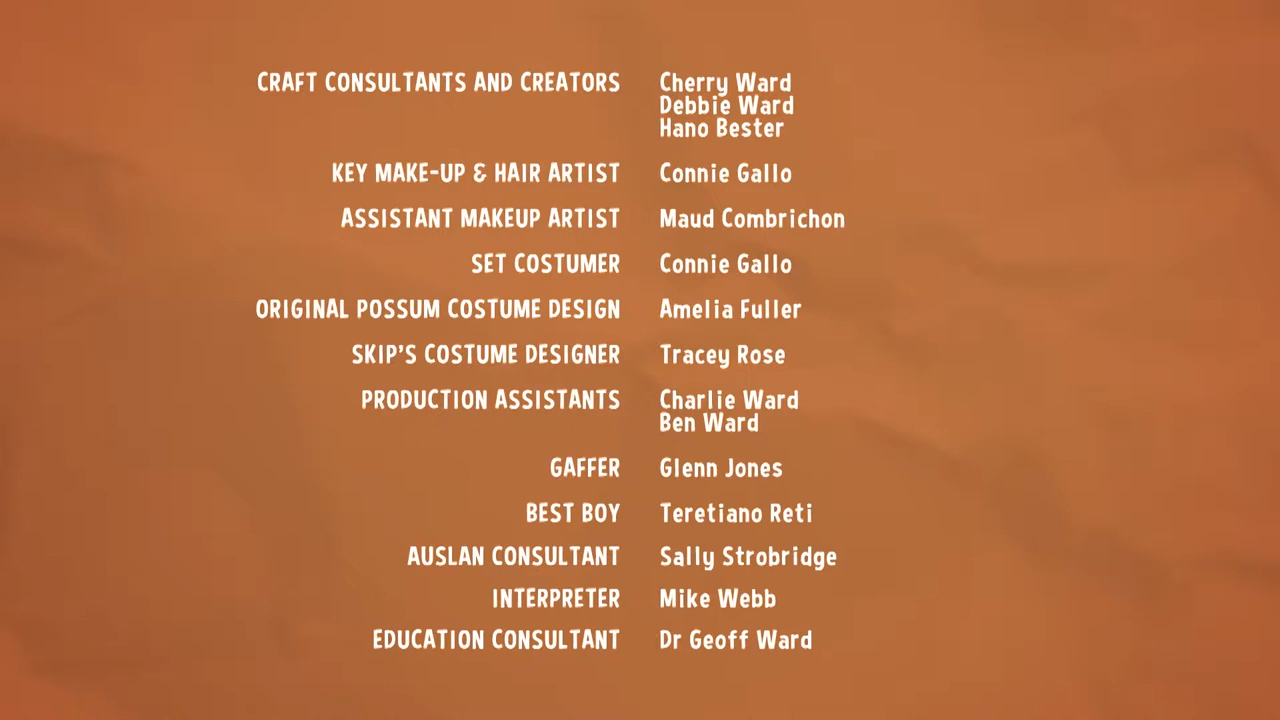 CRAFT CONSULTANTS AND CREATORS Cherry Ward
Debbie Ward
Hano Bester
KEY MAKE-UP & HAIR ARTIST Connie Gallo
ASSISTANT MAKEUP ARTIST Maud Combrichon
SET COSTUMER Connie Gallo
ORIGINAL POSSUM COSTUME DESIGN Amelia Fuller
SKIP'S COSTUME DESIGNER Tracey Rose
PRODUCTION ASSISTANTS Charlie Ward
Ben Ward
GAFFER Glenn Jones
BEST BOY Teretiano Reti
AUSLAN CONSULTANT Sally Strobridge
INTERPRETER Mike Webb
EDUCATION CONSULTANT Dr Geoff Ward